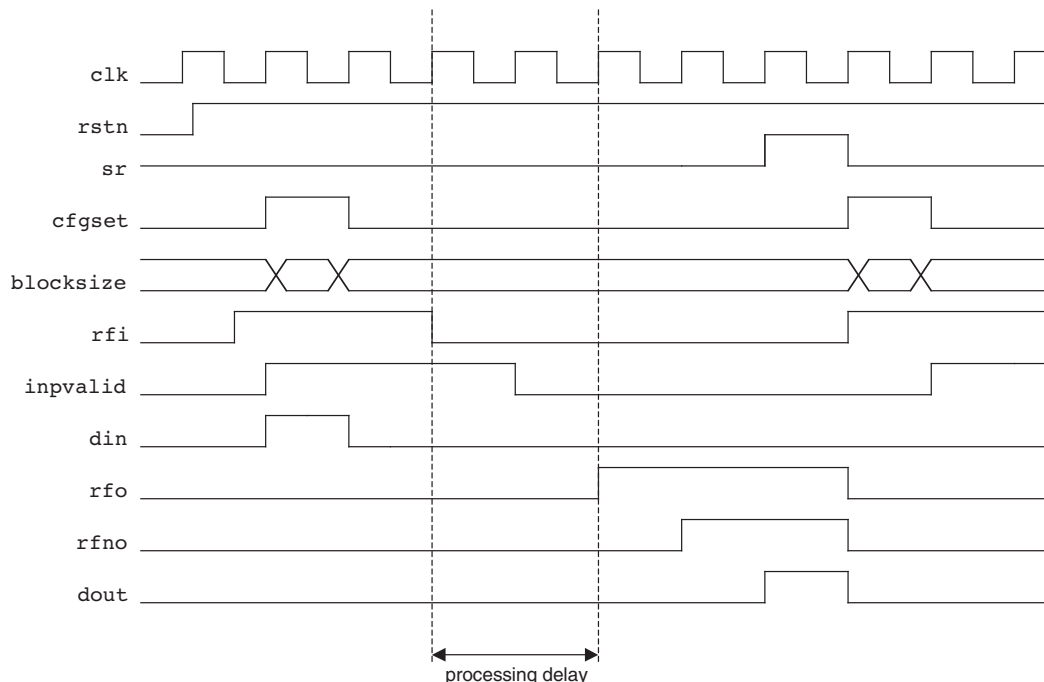 clk
rstn
sr
cfgset
blocksize
rfi
inpvalid
din
rfo
rfno
dout
processing delay